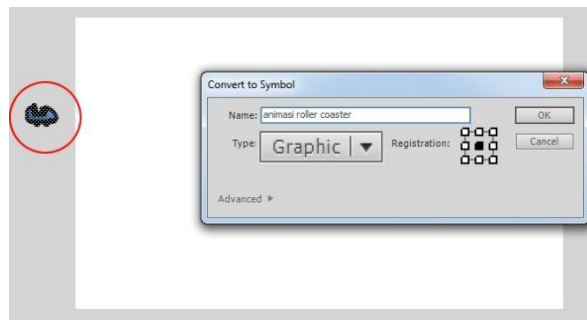 Convert to Symbol
Name: animasi roller coaster
OK
Type: Graphic
Registration:
Cancel
Advanced